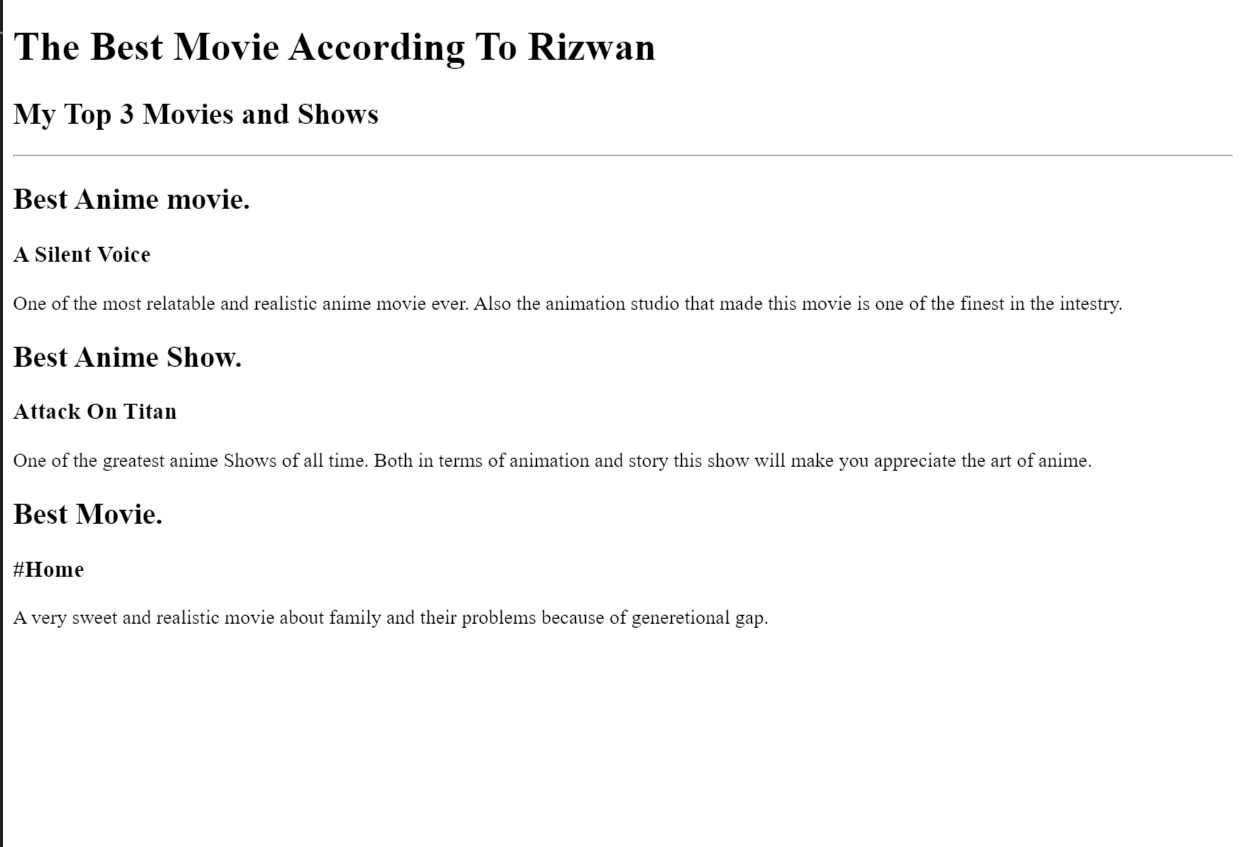 The Best Movie According To Rizwan
My Top 3 Movies and Shows
Best Anime movie.
A Silent Voice
One of the most relatable and realistic anime movie ever. Also the animation studio that made this movie is one of the finest in the intestry.
Best Anime Show.
Attack On Titan
One of the greatest anime Shows of all time. Both in terms of animation and story this show will make you appreciate the art of anime.
Best Movie.
#Home
A very sweet and realistic movie about family and their problems because of generetional gap.